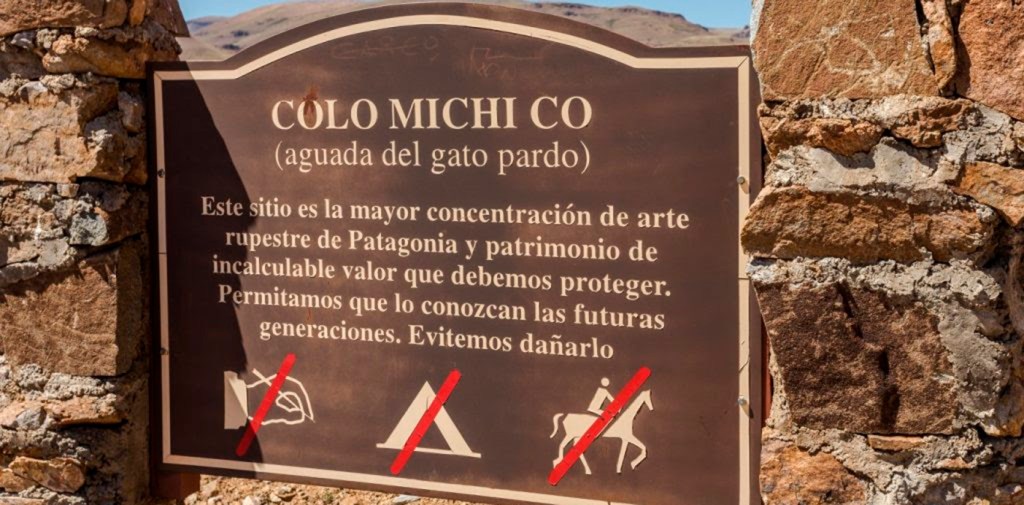 COLO MICHI CO
(aguada del gato pardo)
Este sitio es la mayor concentración de arte
rupestre de Patagonia y patrimonio de
incalculable valor que debemos proteger.
Permitamos que lo conozcan las futuras
generaciones. Evitemos dañarlo